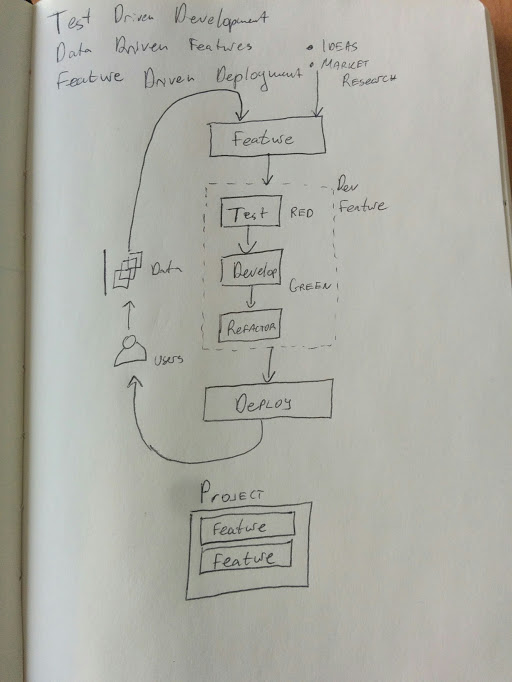 Test Driven Development
Data Driven Features
Feature Driven Deployment
• IDEAS
• MARKET
RESEARCH
Feature
Dev
Feature
Test
RED
Develop
GREEN
REFACTOR
Data
USERS
DEPLOY
PROJECT
Feature
Feature